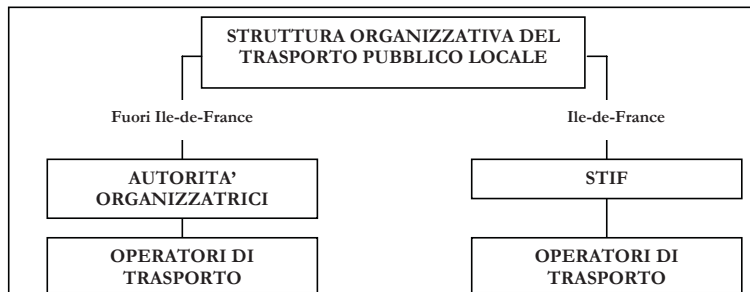 STRUTTURA ORGANIZZATIVA DEL
TRASPORTO PUBBLICO LOCALE
Fuori Ile-de-France
Ile-de-France
AUTORITA’
ORGANIZZATRICI
STIF
OPERATORI DI
TRASPORTO
OPERATORI DI
TRASPORTO